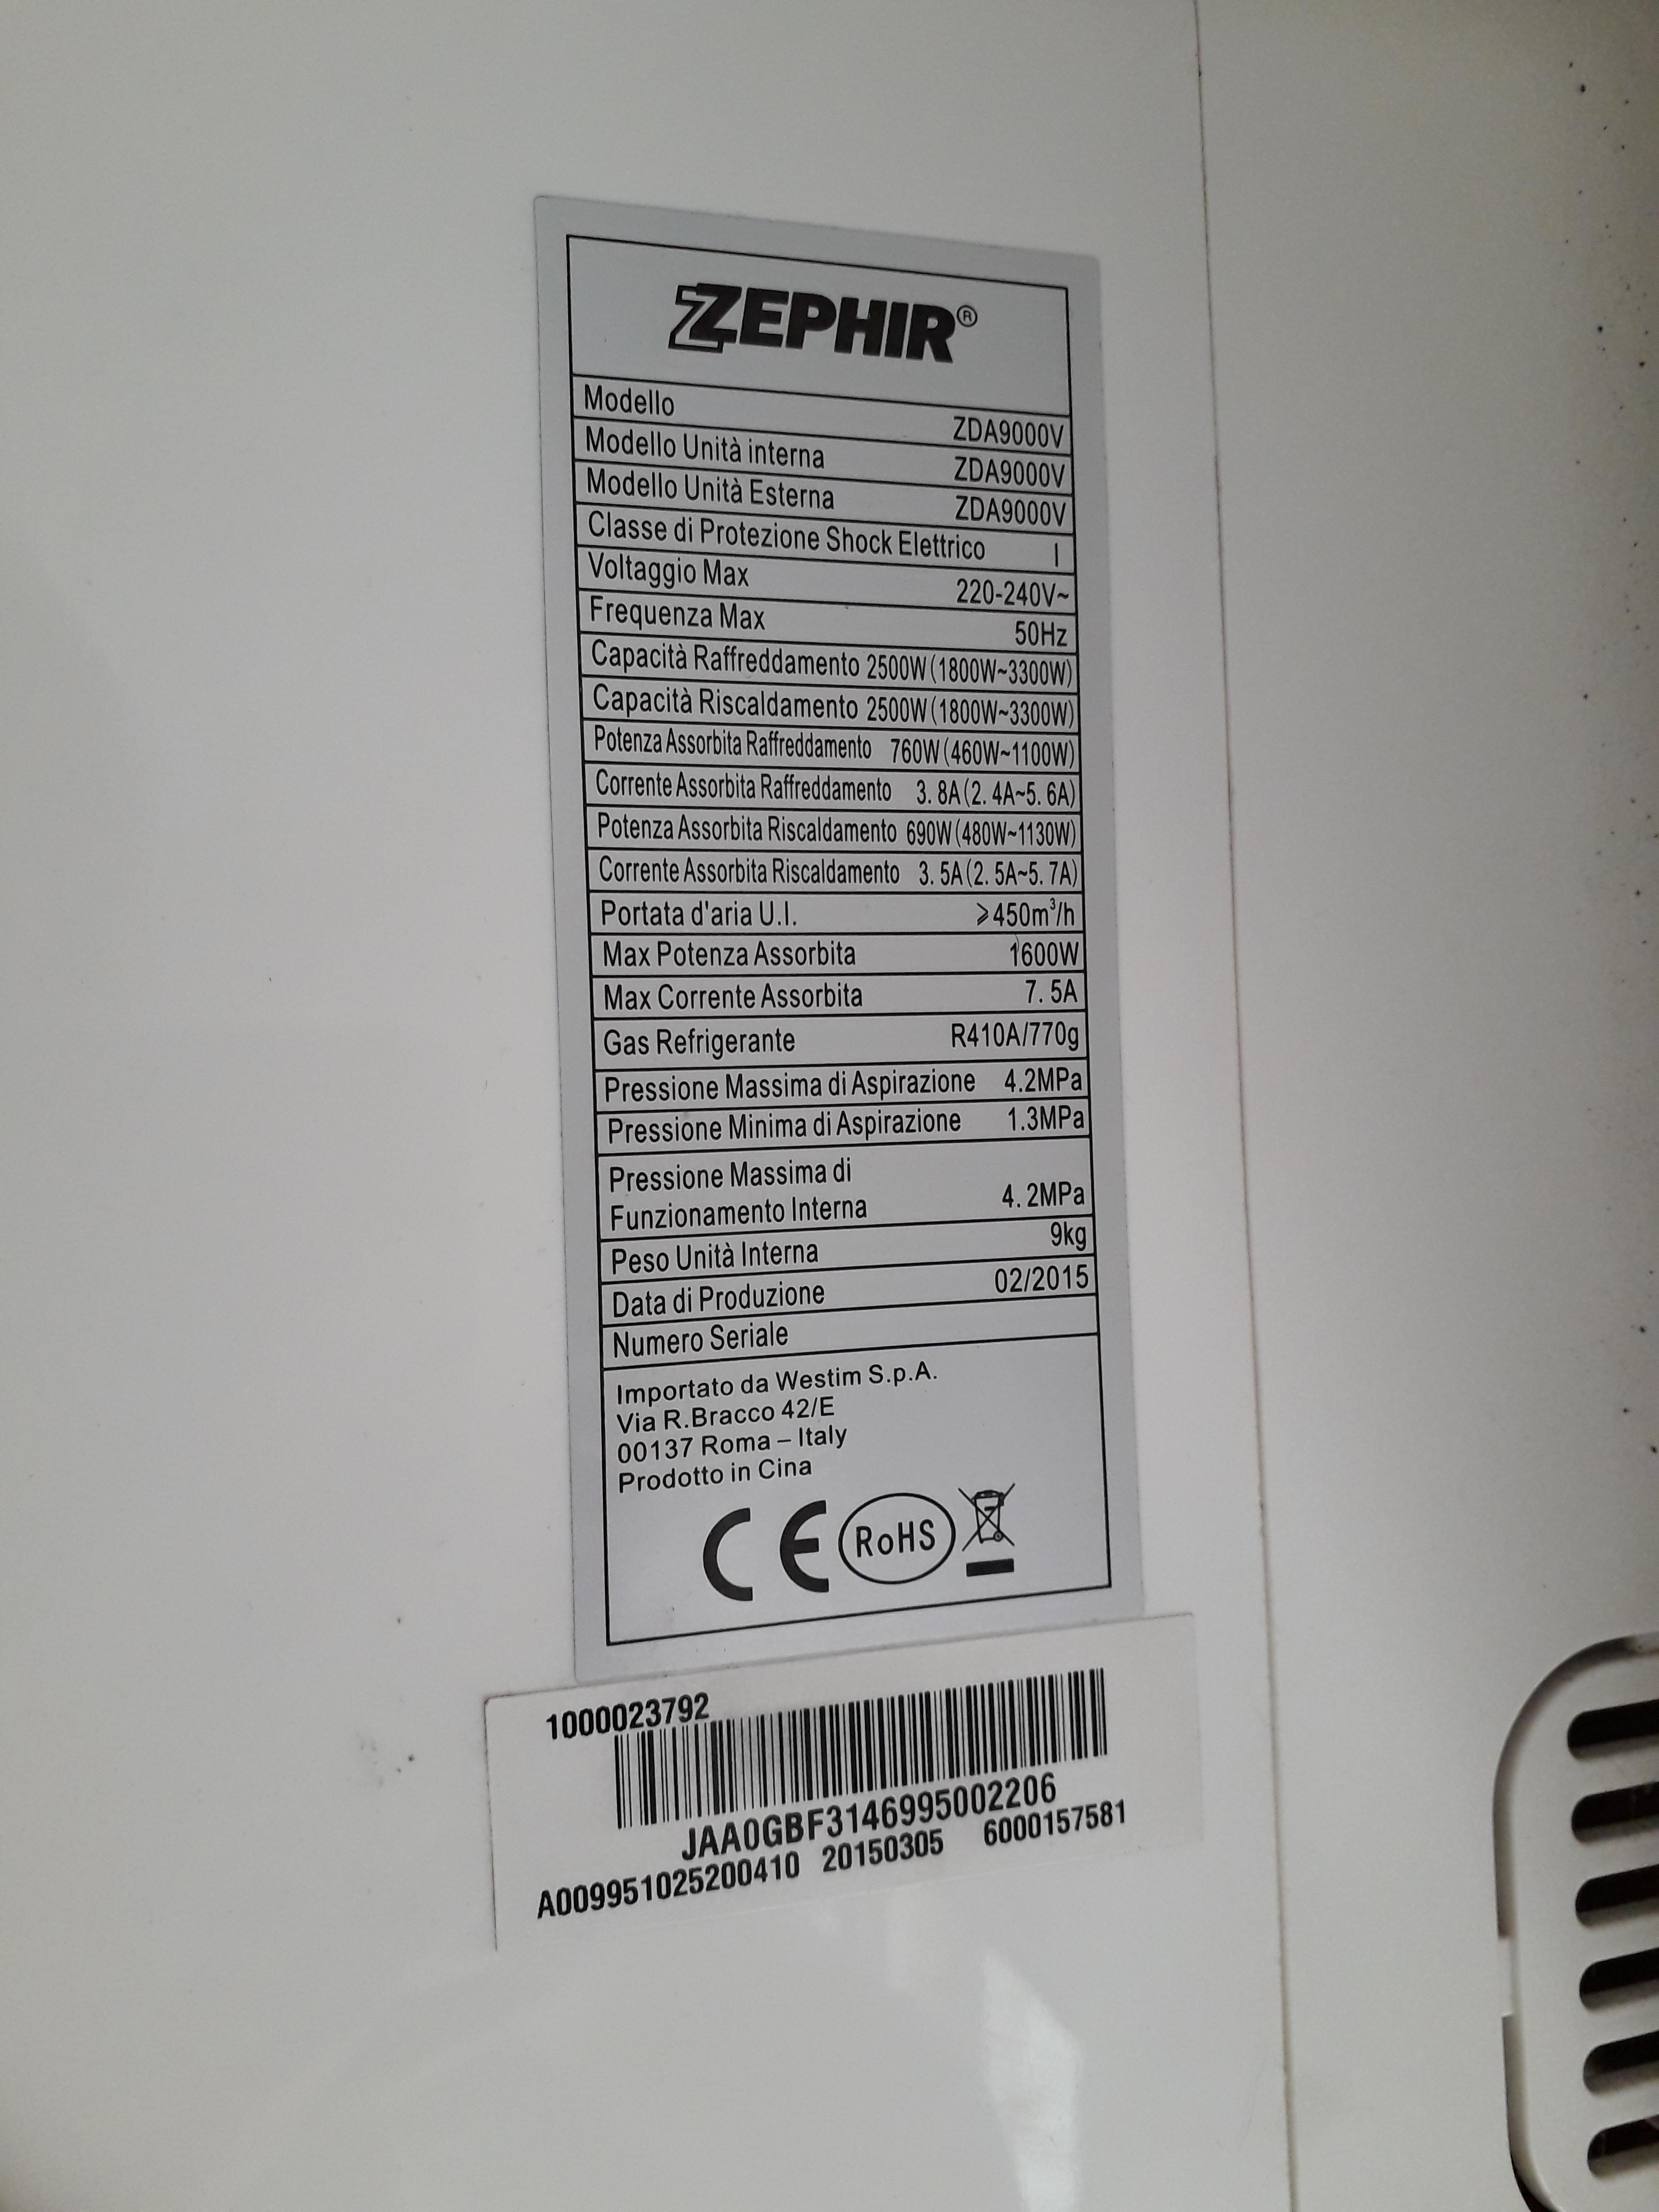 ZEPHIR®
Modello ZDA9000V
Modello Unità interna ZDA9000V
Modello Unità Esterna ZDA9000V
Classe di Protezione Shock Elettrico I
Voltaggio Max 220-240V~
Frequenza Max 50Hz
Capacità Raffreddamento 2500W(1800W~3300W)
Capacità Riscaldamento 2500W(1800W~3300W)
Potenza Assorbita Raffreddamento 760W(460W~1100W)
Corrente Assorbita Raffreddamento 3. 8A(2. 4A~5. 6A)
Potenza Assorbita Riscaldamento 690W(480W~1130W)
Corrente Assorbita Riscaldamento 3. 5A(2. 5A~5. 7A)
Portata d'aria U.I. ⩾450m³/h
Max Potenza Assorbita 1600W
Max Corrente Assorbita 7. 5A
Gas Refrigerante R410A/770g
Pressione Massima di Aspirazione 4.2MPa
Pressione Minima di Aspirazione 1.3MPa
Pressione Massima di
Funzionamento Interna 4. 2MPa
Peso Unità Interna 9kg
Data di Produzione 02/2015
Numero Seriale
Importato da Westim S.p.A.
Via R.Bracco 42/E
00137 Roma – Italy
Prodotto in Cina
CE RoHS
1000023792
JAA0GBF3146995002206
A009951025200410 20150305 6000157581